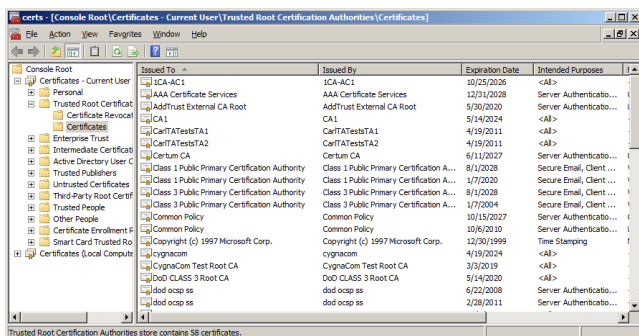 certs - [Console Root\Certificates - Current User\Trusted Root Certification Authorities\Certificates]
File Action View Favorites Window Help
Console Root
Certificates - Current User
Personal
Trusted Root Certificat
Certificate Revocat
Certificates
Enterprise Trust
Intermediate Certificati
Active Directory User C
Trusted Publishers
Untrusted Certificates
Third-Party Root Certif
Trusted People
Other People
Certificate Enrollment R
Smart Card Trusted Ro
Certificates (Local Compute
Issued To Issued By Expiration Date Intended Purposes F
1CA-AC1 1CA-AC1 10/25/2026 <All>
AAA Certificate Services AAA Certificate Services 12/31/2028 Server Authenticatio...
AddTrust External CA Root AddTrust External CA Root 5/30/2020 Server Authenticatio...
CA1 CA1 5/14/2024 <All>
CarlTATestsTA1 CarlTATestsTA1 4/19/2011 <All>
CarlTATestsTA2 CarlTATestsTA2 4/19/2011 <All>
Certum CA Certum CA 6/11/2027 Server Authenticatio...
Class 1 Public Primary Certification Authority Class 1 Public Primary Certification A... 8/1/2028 Secure Email, Client ...
Class 1 Public Primary Certification Authority Class 1 Public Primary Certification A... 1/7/2020 Secure Email, Client ...
Class 3 Public Primary Certification Authority Class 3 Public Primary Certification A... 8/1/2028 Secure Email, Client ...
Class 3 Public Primary Certification Authority Class 3 Public Primary Certification A... 1/7/2004 Secure Email, Client ...
Common Policy Common Policy 10/15/2027 Server Authenticatio...
Common Policy Common Policy 10/6/2010 Server Authenticatio...
Copyright (c) 1997 Microsoft Corp. Copyright (c) 1997 Microsoft Corp. 12/30/1999 Time Stamping
cygnacom cygnacom 4/19/2024 <All>
CygnaCom Test Root CA CygnaCom Test Root CA 3/3/2019 <All>
DoD CLASS 3 Root CA DoD CLASS 3 Root CA 5/14/2020 <All>
dod ocsp ss dod ocsp ss 6/22/2008 Server Authenticatio...
dod ocsp ss dod ocsp ss 2/28/2011 Server Authenticatio...
Trusted Root Certification Authorities store contains 58 certificates.